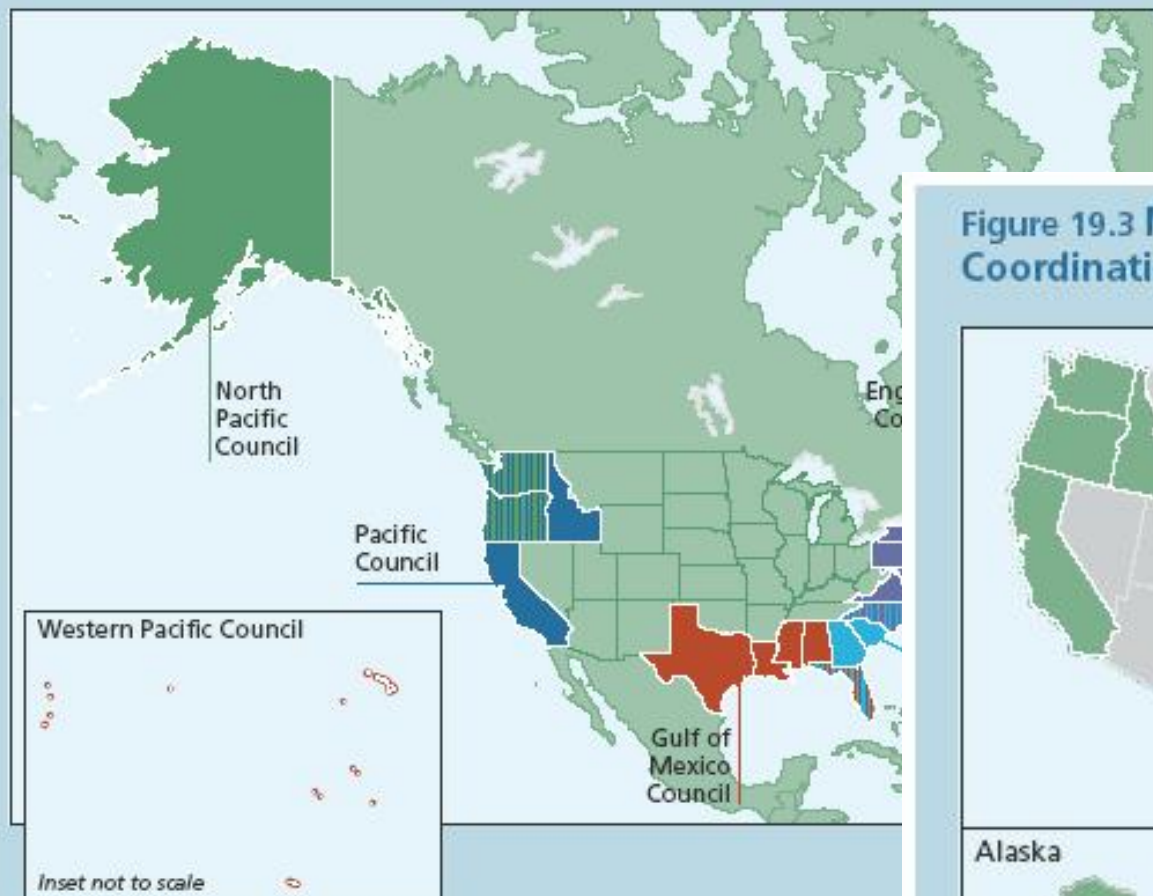 North
Pacific
Council
Pacific
Council
Western Pacific Council
Inset not to scale
Gulf of
Mexico
Council
Figure 19.3
Alaska